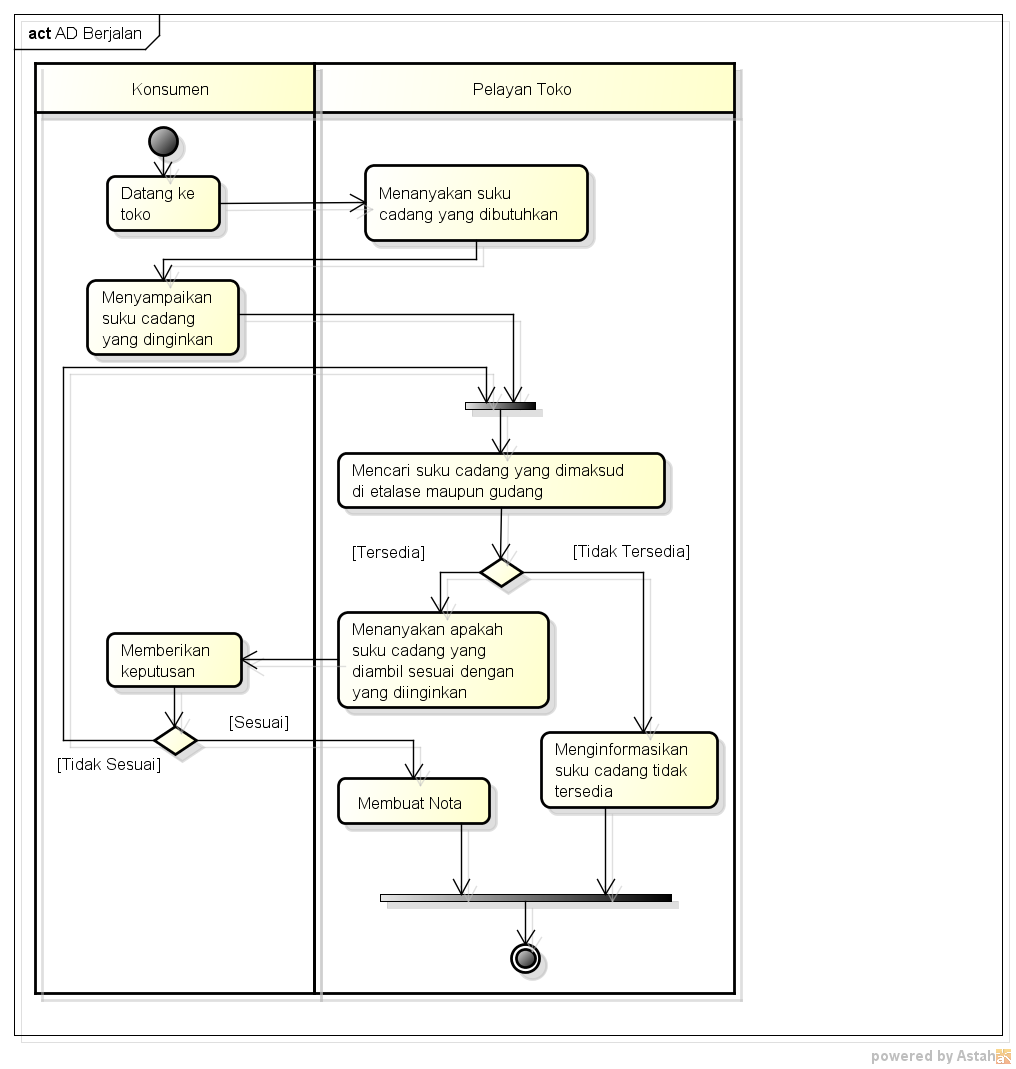 act AD Berjalan
Konsumen
Pelayan Toko
Datang ke
toko
Menanyakan suku
cadang yang dibutuhkan
Menyampaikan
suku cadang
yang dinginkan
Mencari suku cadang yang dimaksud
di etalase maupun gudang
[Tersedia]
[Tidak Tersedia]
Menanyakan apakah
suku cadang yang
diambil sesuai dengan
yang diinginkan
Memberikan
keputusan
[Sesuai]
[Tidak Sesuai]
Menginformasikan
suku cadang tidak
tersedia
Membuat Nota
powered by Astah